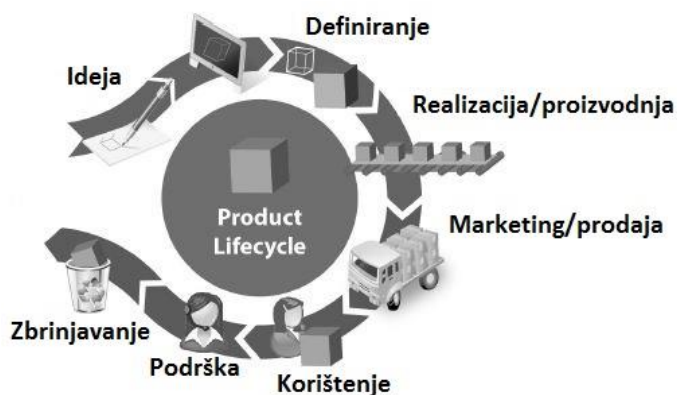 Ideja
Definiranje
Realizacija/proizvodnja
Marketing/prodaja
Korištenje
Podrška
Zbrinjavanje
Product
Lifecycle